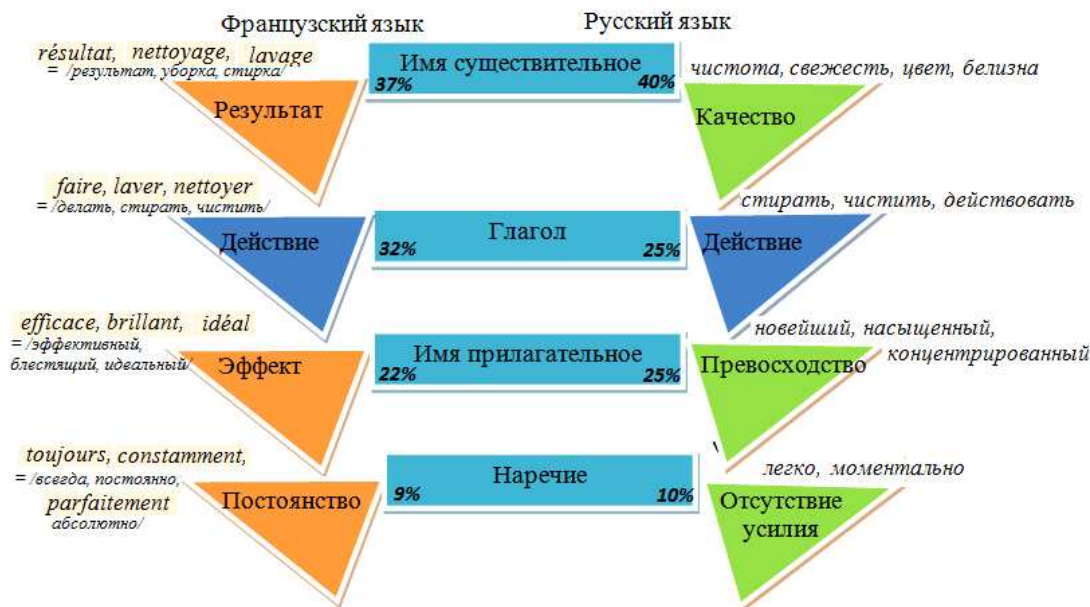 Французский язык
Русский язык
résultat, nettoyage, lavage
= /результат, уборка, стирка/
Имя существительное
37%
40%
чистота, свежесть, цвет, белизна
Результат
Качество
faire, laver, nettoyer
= /делать, стирать, чистить/
Глагол
32%
25%
стирать, чистить, действовать
Действие
Действие
efficace, brillant, idéal
= /эффективный,
блестящий, идеальный/
Имя прилагательное
22%
25%
новейший, насыщенный,
концентрированный
Эффект
Превосходство
toujours, constamment,
= /всегда, постоянно,
parfaitement
абсолютно/
Наречие
9%
10%
легко, моментально
Постоянство
Отсутствие
усилия